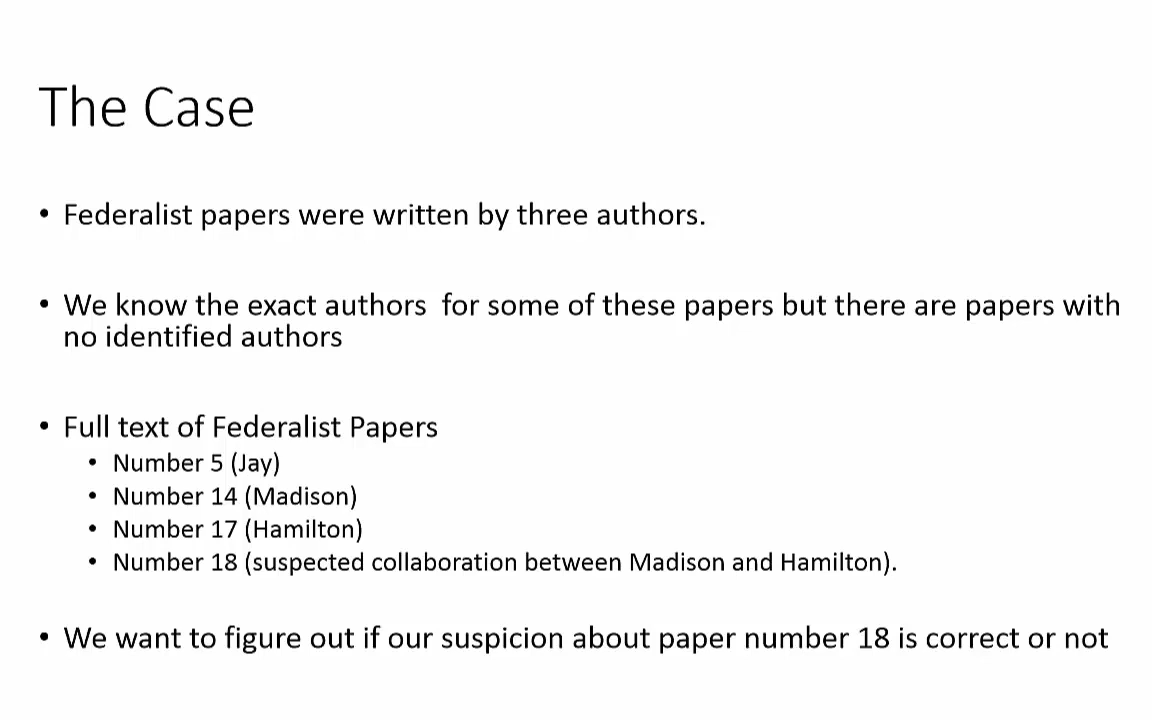 The Case
• Federalist papers were written by three authors.
• We know the exact authors  for some of these papers but there are papers with
no identified authors
• Full text of Federalist Papers
• Number 5 (Jay)
• Number 14 (Madison)
• Number 17 (Hamilton)
• Number 18 (suspected collaboration between Madison and Hamilton).
• We want to figure out if our suspicion about paper number 18 is correct or not